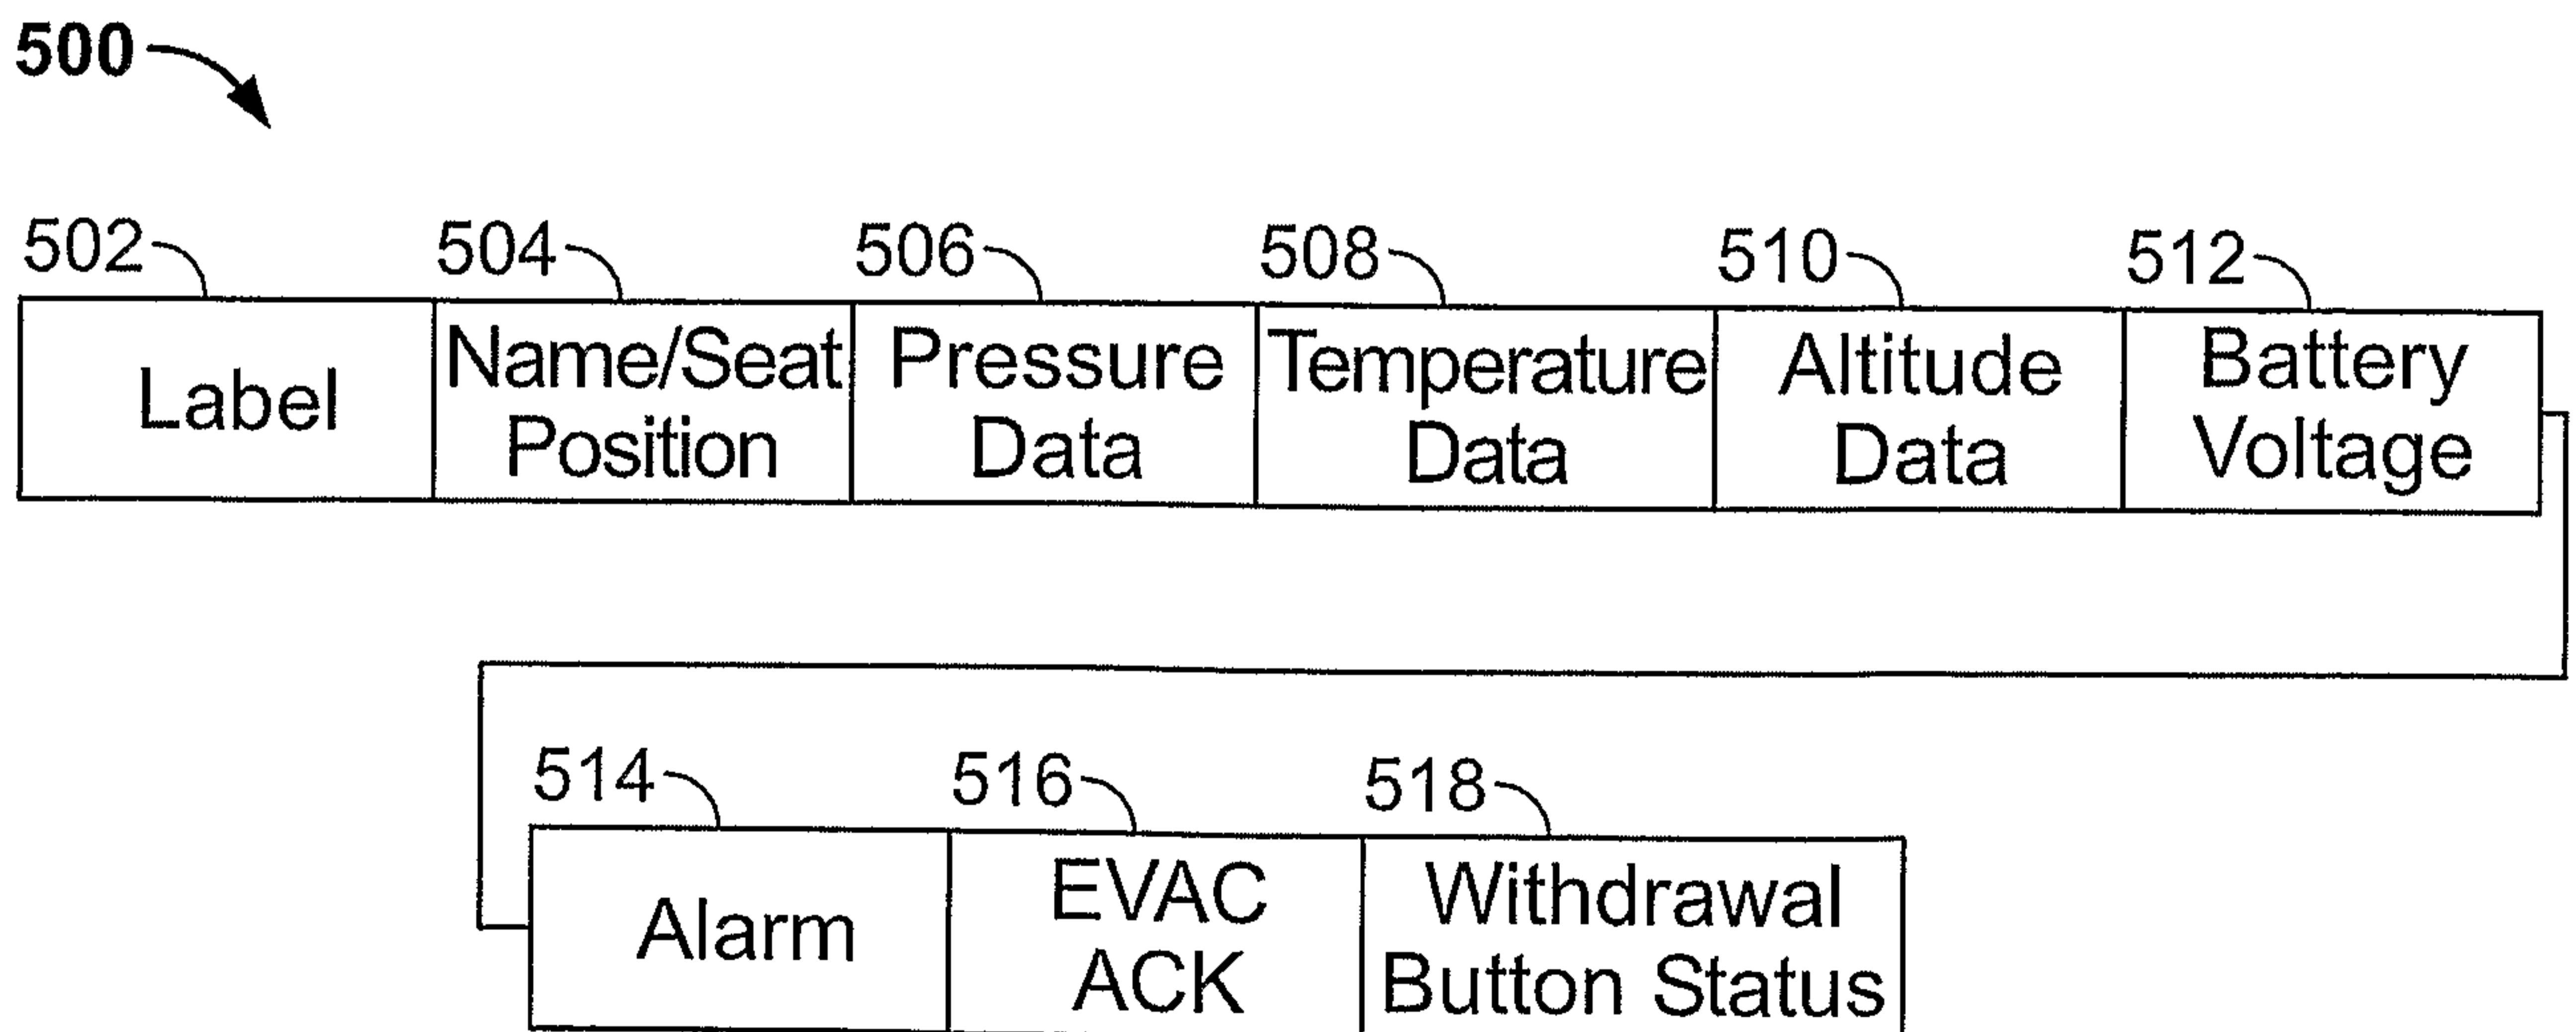 500
502 504 506 508 510 512
Label
Name/Seat
Position
Pressure
Data
Temperature
Data
Altitude
Data
Battery
Voltage
514 516 518
Alarm
EVAC
ACK
Withdrawal
Button Status